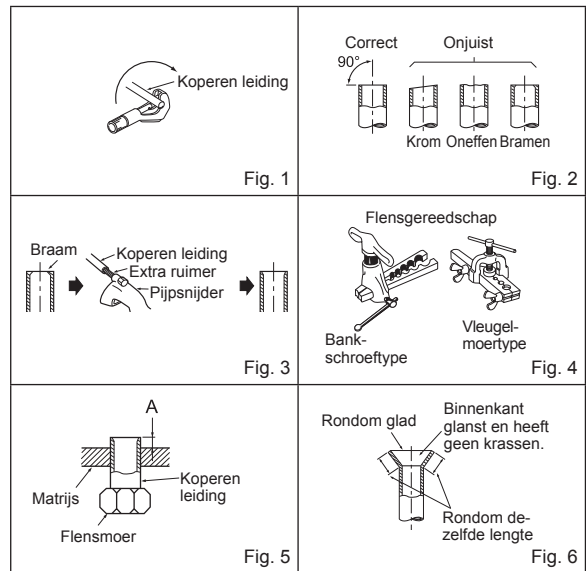 Koperen leiding
Fig. 1
Correct
Onjuist
90°
Krom Oneffen Bramen
Fig. 2
Braam
Koperen leiding
Extra ruimer
Pijpsnijder
Fig. 3
Flensgereedschap
Bank-
schroeftype
Vleugel-
moertype
Fig. 4
A
Matrijs
Koperen
leiding
Flensmoer
Fig. 5
Rondom glad
Binnenkant
glanst en heeft
geen krassen.
Rondom de-
zelfde lengte
Fig. 6